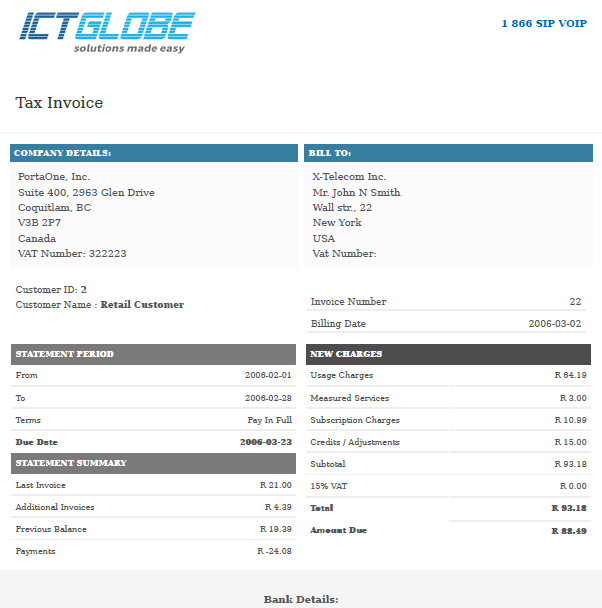 ICTGLOBE
solutions made easy
1 866 SIP VOIP
Tax Invoice
COMPANY DETAILS:
PortaOne, Inc.
Suite 400, 2963 Glen Drive
Coquitlam, BC
V3B 2P7
Canada
VAT Number: 322223
BILL TO:
X-Telecom Inc.
Mr. John N Smith
Wall str., 22
New York
USA
Vat Number:
Customer ID: 2
Customer Name : Retail Customer
Invoice Number 22
Billing Date 2006-03-02
STATEMENT PERIOD
From 2006-02-01
To 2006-02-28
Terms Pay In Full
Due Date 2006-03-23
STATEMENT SUMMARY
Last Invoice R 21.00
Additional Invoices R 4.39
Previous Balance R 19.39
Payments R -24.08
NEW CHARGES
Usage Charges R 64.19
Measured Services R 3.00
Subscription Charges R 10.99
Credits / Adjustments R 15.00
Subtotal R 93.18
15% VAT R 0.00
Total R 93.18
Amount Due R 88.49
Bank Details: